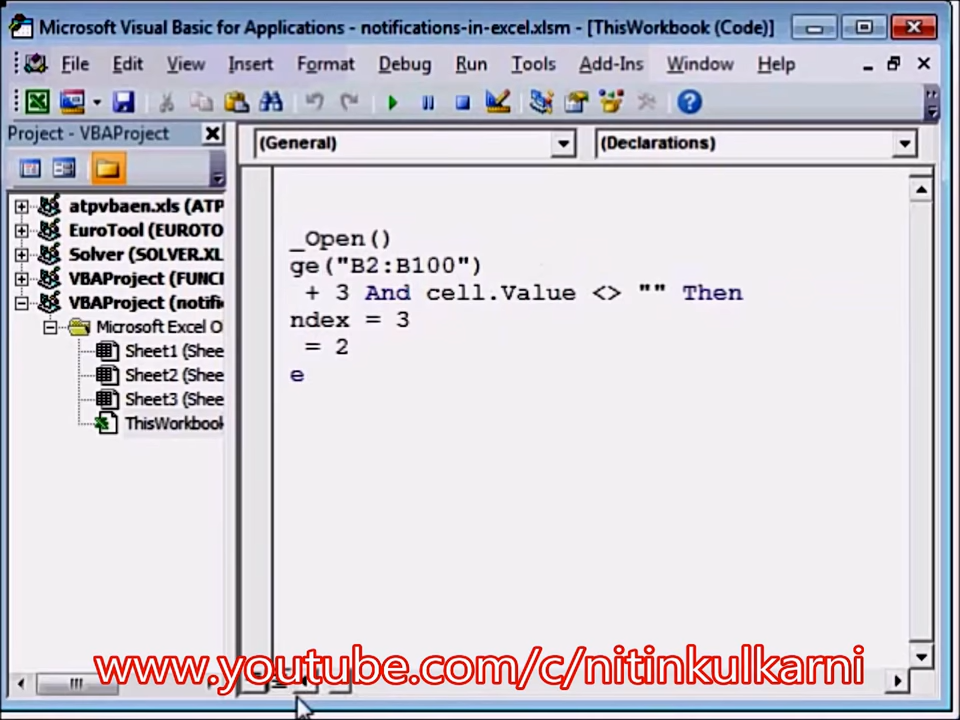 Microsoft Visual Basic for Applications - notifications-in-excel.xlsm - [ThisWorkbook (Code)]
File Edit View Insert Format Debug Run Tools Add-Ins Window Help
Project - VBAProject
(General) (Declarations)
atpvbaen.xls (ATP
EuroTool (EUROTO
Solver (SOLVER.XL
VBAProject (FUNC
VBAProject (notifi
Microsoft Excel O
Sheet1 (Shee
Sheet2 (Shee
Sheet3 (Shee
ThisWorkbook
_Open()
ge("B2:B100")
+ 3 And cell.Value <> "" Then
ndex = 3
= 2
e
www.youtube.com/c/nitinkulkarni